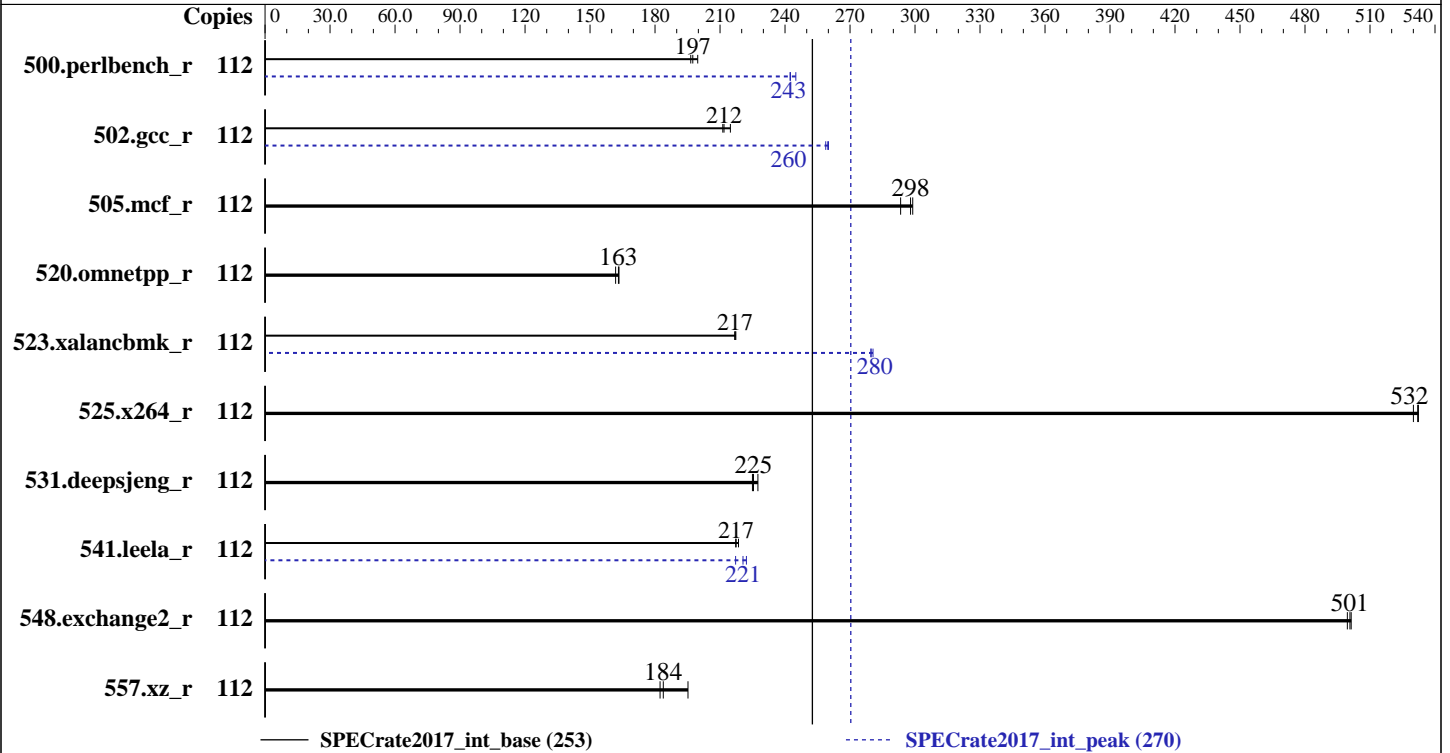 Copies 0 30.0 60.0 90.0 120 150 180 210 240 270 300 330 360 390 420 450 480 510 540
197
500.perlbench_r 112
243
212
502.gcc_r 112
260
298
505.mcf_r 112
163
520.omnetpp_r 112
217
523.xalancbmk_r 112
280
532
525.x264_r 112
225
531.deepsjeng_r 112
217
541.leela_r 112
221
501
548.exchange2_r 112
184
557.xz_r 112
SPECrate2017_int_base (253) SPECrate2017_int_peak (270)